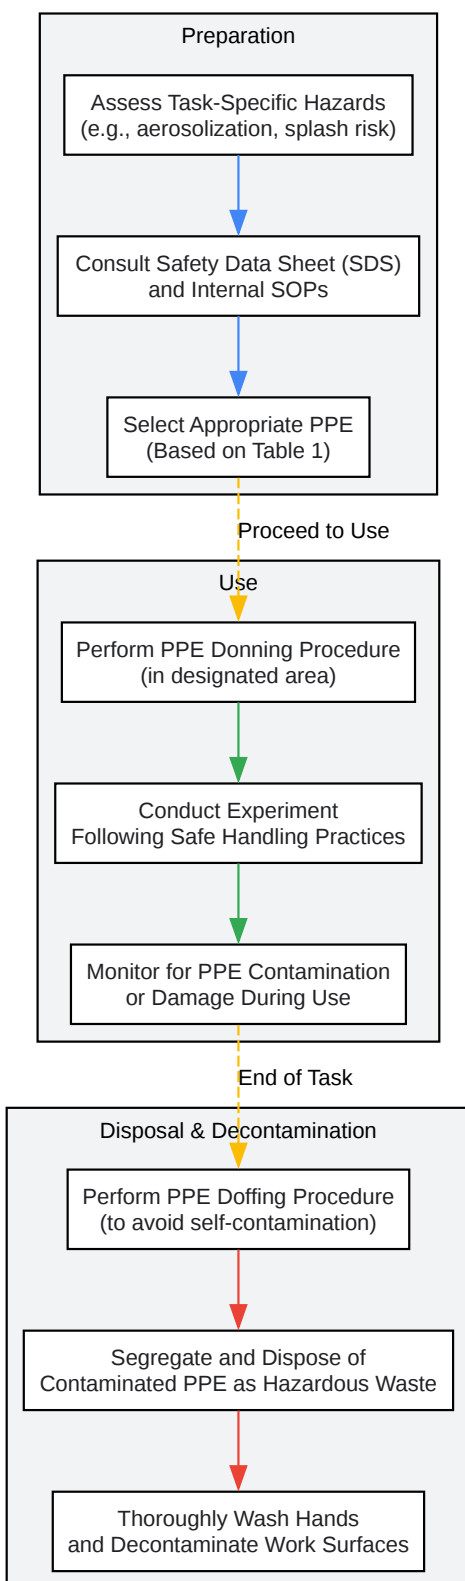 Preparation
Assess Task-Specific Hazards
(e.g., aerosolization, splash risk)
Consult Safety Data Sheet (SDS)
and Internal SOPs
Select Appropriate PPE
(Based on Table 1)
Proceed to Use
Use
Perform PPE Donning Procedure
(in designated area)
Conduct Experiment
Following Safe Handling Practices
Monitor for PPE Contamination
or Damage During Use
End of Task
Disposal & Decontamination
Perform PPE Doffing Procedure
(to avoid self-contamination)
Segregate and Dispose of
Contaminated PPE as Hazardous Waste
Thoroughly Wash Hands
and Decontaminate Work Surfaces